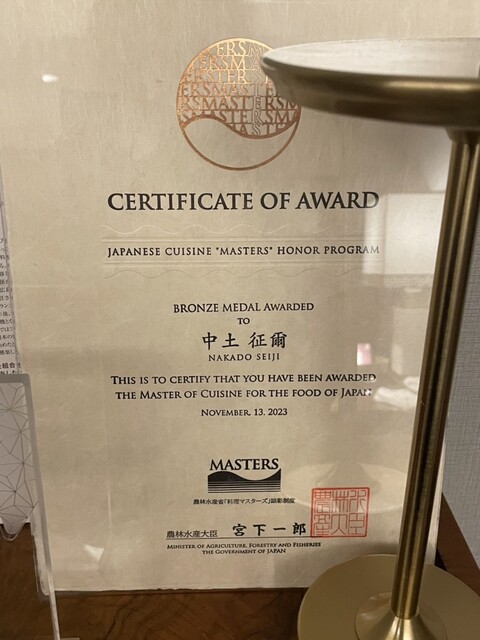 CERTIFICATE OF AWARD
JAPANESE CUISINE "MASTERS" HONOR PROGRAM
BRONZE MEDAL AWARDED
TO
中土 征爾
NAKADO SEIJI
THIS IS TO CERTIFY THAT YOU HAVE BEEN AWARDED
THE MASTER OF CUISINE FOR THE FOOD OF JAPAN
NOVEMBER, 13. 2023
MASTERS
農林水産省「料理マスターズ」顕彰制度
農林水産大臣 宮下一郎
MINISTER OF AGRICULTURE, FORESTRY AND FISHERIES
THE GOVERNMENT OF JAPAN